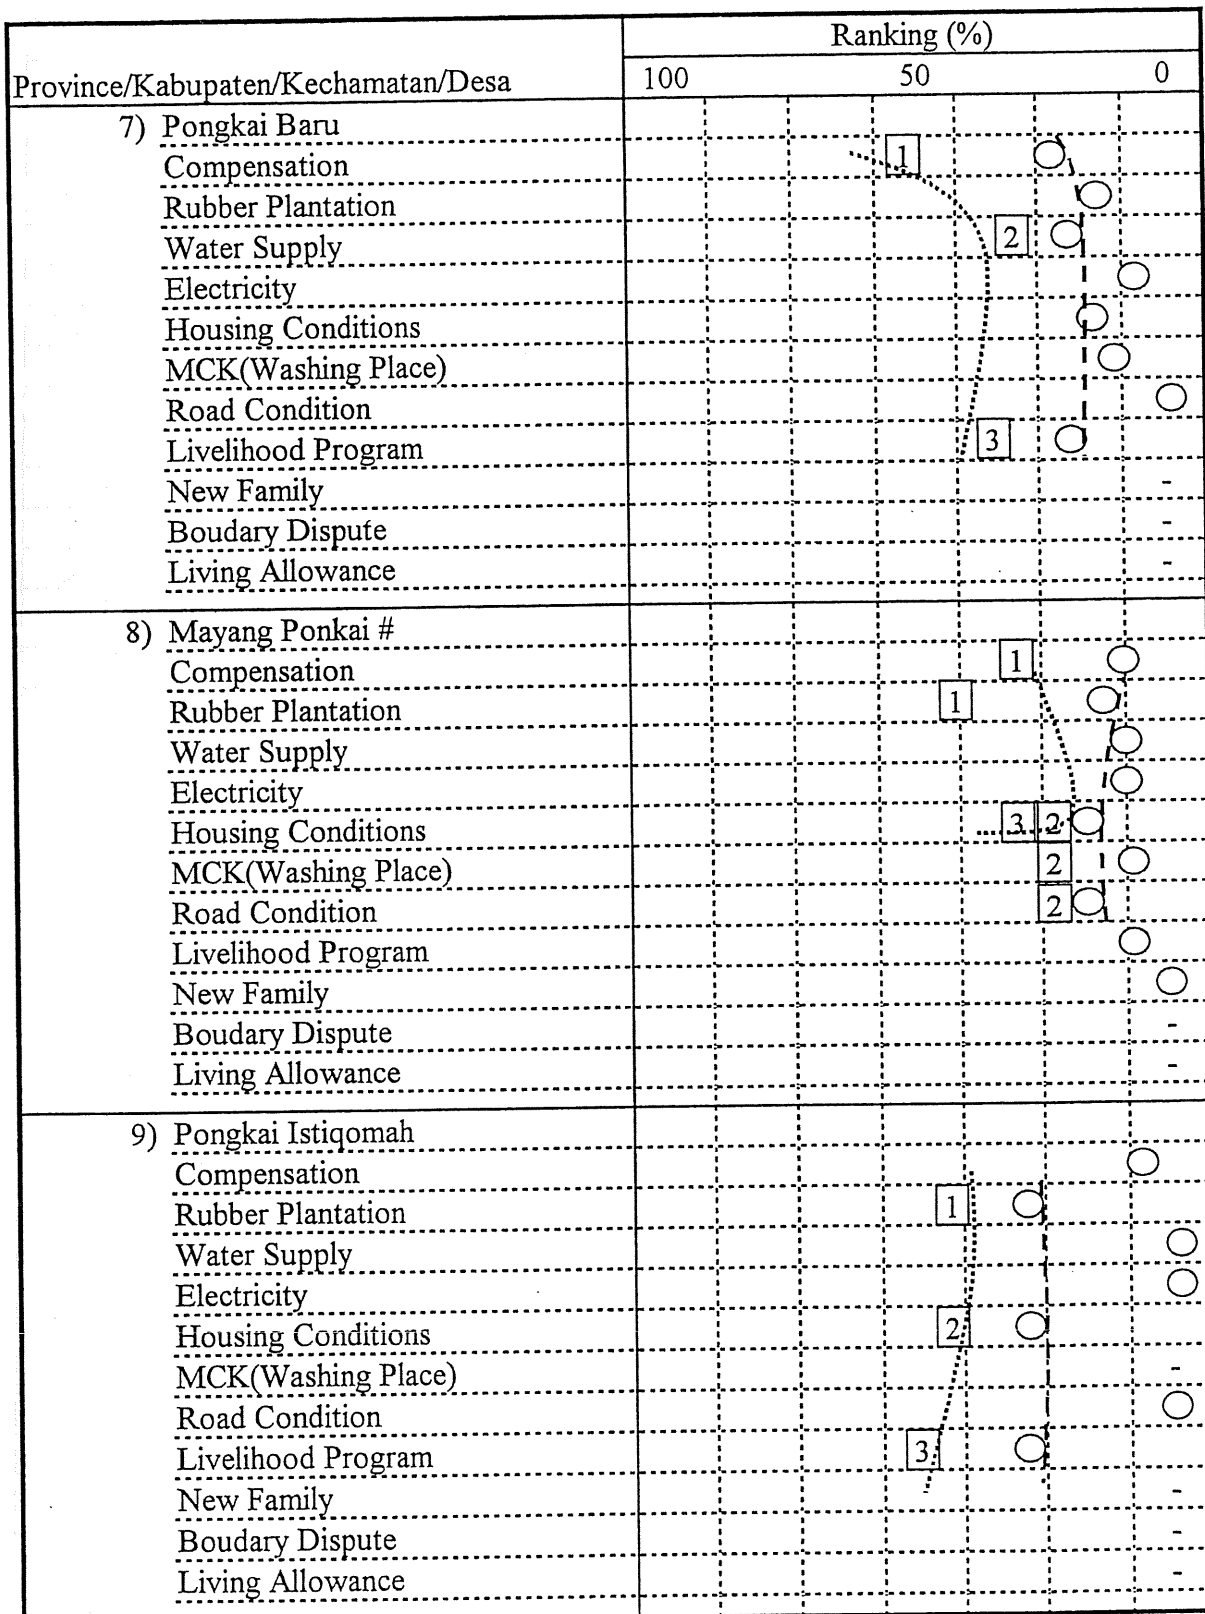 Ranking (%)
Province/Kabupaten/Kechamatan/Desa 100 50 0
7) Pongkai Baru
Compensation 1
Rubber Plantation
Water Supply 2
Electricity
Housing Conditions
MCK(Washing Place)
Road Condition
Livelihood Program 3
New Family -
Boudary Dispute -
Living Allowance -
8) Mayang Ponkai #
Compensation 1
Rubber Plantation 1
Water Supply
Electricity
Housing Conditions 3 2
MCK(Washing Place) 2
Road Condition 2
Livelihood Program
New Family
Boudary Dispute -
Living Allowance -
9) Pongkai Istiqomah
Compensation
Rubber Plantation 1
Water Supply
Electricity
Housing Conditions 2
MCK(Washing Place) -
Road Condition
Livelihood Program 3
New Family -
Boudary Dispute -
Living Allowance -